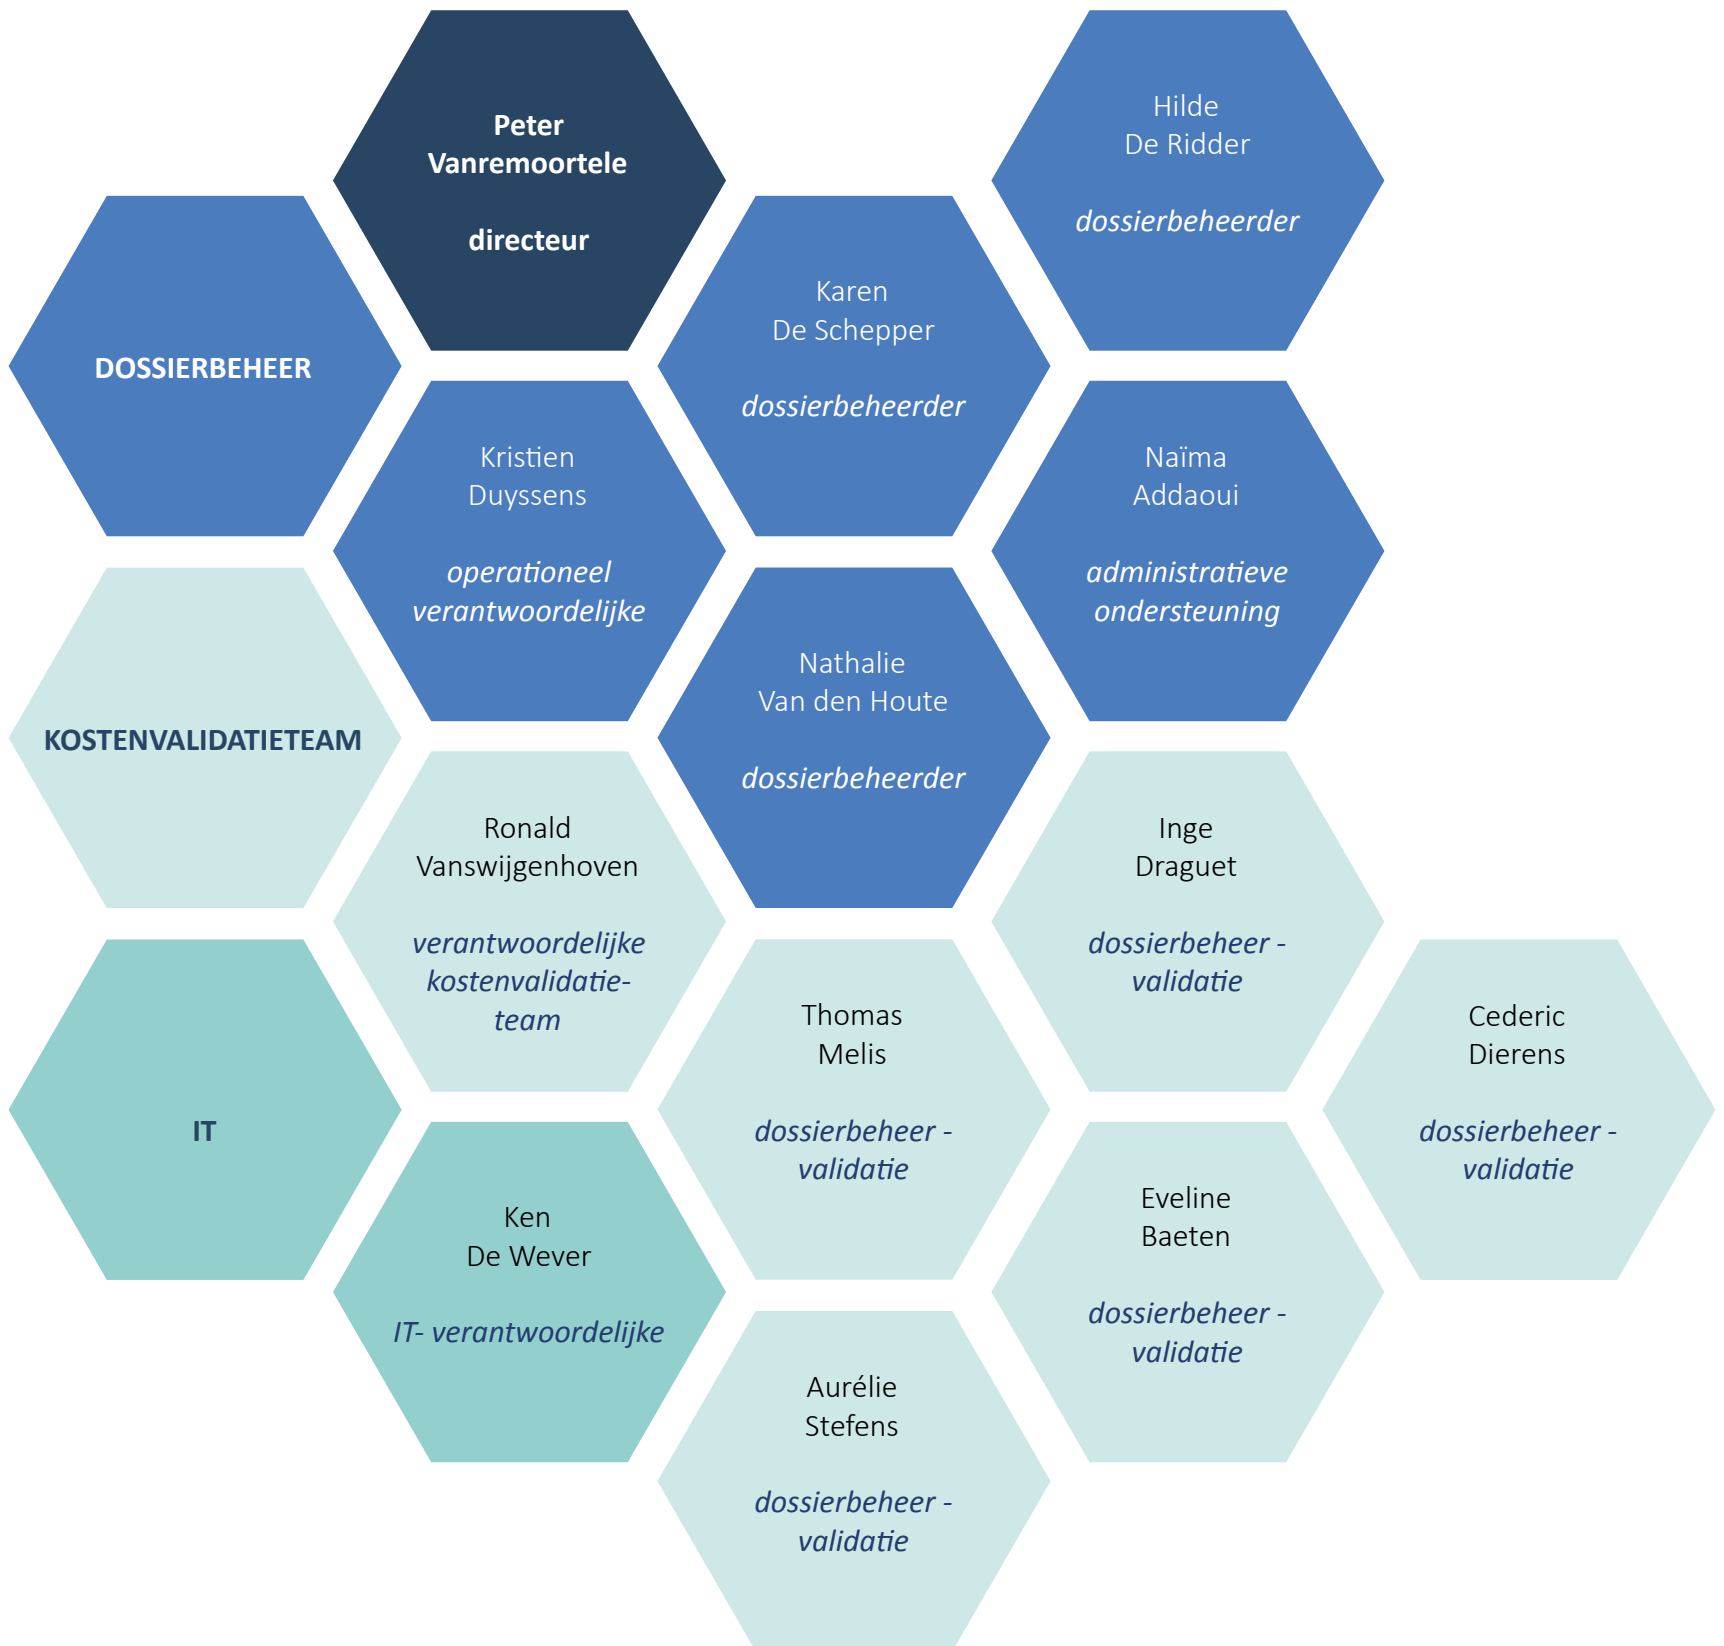 Peter
Vanremoortele
directeur
Hilde
De Ridder
dossierbeheerder
DOSSIERBEHEER
Karen
De Schepper
dossierbeheerder
Kristien
Duyssens
operationeel
verantwoordelijke
Naïma
Addaoui
administratieve
ondersteuning
KOSTENVALIDATIETEAM
Nathalie
Van den Houte
dossierbeheerder
Ronald
Vanswijgenhoven
verantwoordelijke
kostenvalidatie-
team
Inge
Draguet
dossierbeheer -
validatie
IT
Thomas
Melis
dossierbeheer -
validatie
Cederic
Dierens
dossierbeheer -
validatie
Ken
De Wever
IT- verantwoordelijke
Eveline
Baeten
dossierbeheer -
validatie
Aurélie
Stefens
dossierbeheer -
validatie